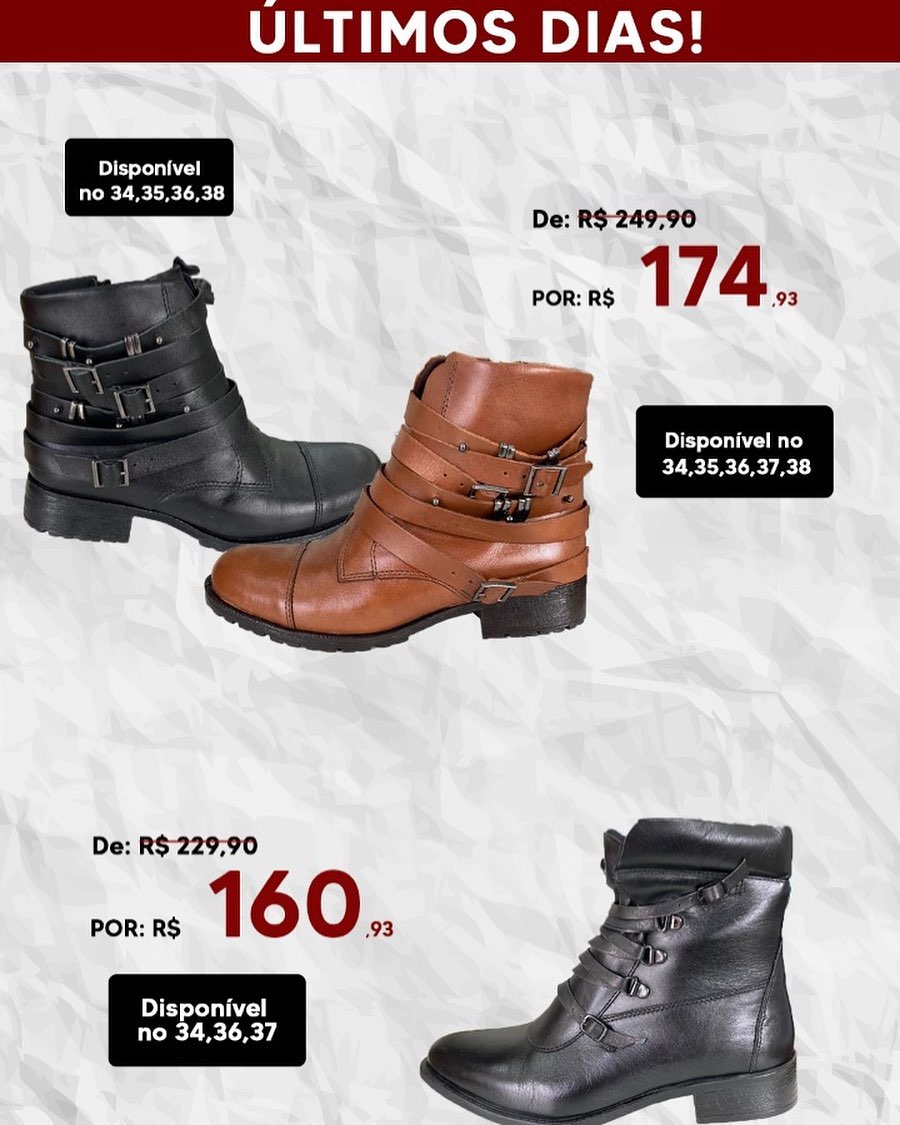 ÚLTIMOS DIAS!
Disponível
no 34,35,36,38
De: R$ 249,90
POR: R$ 174,93
Disponível no
34,35,36,37,38
De: R$ 229,90
POR: R$ 160,93
Disponível
no 34,36,37